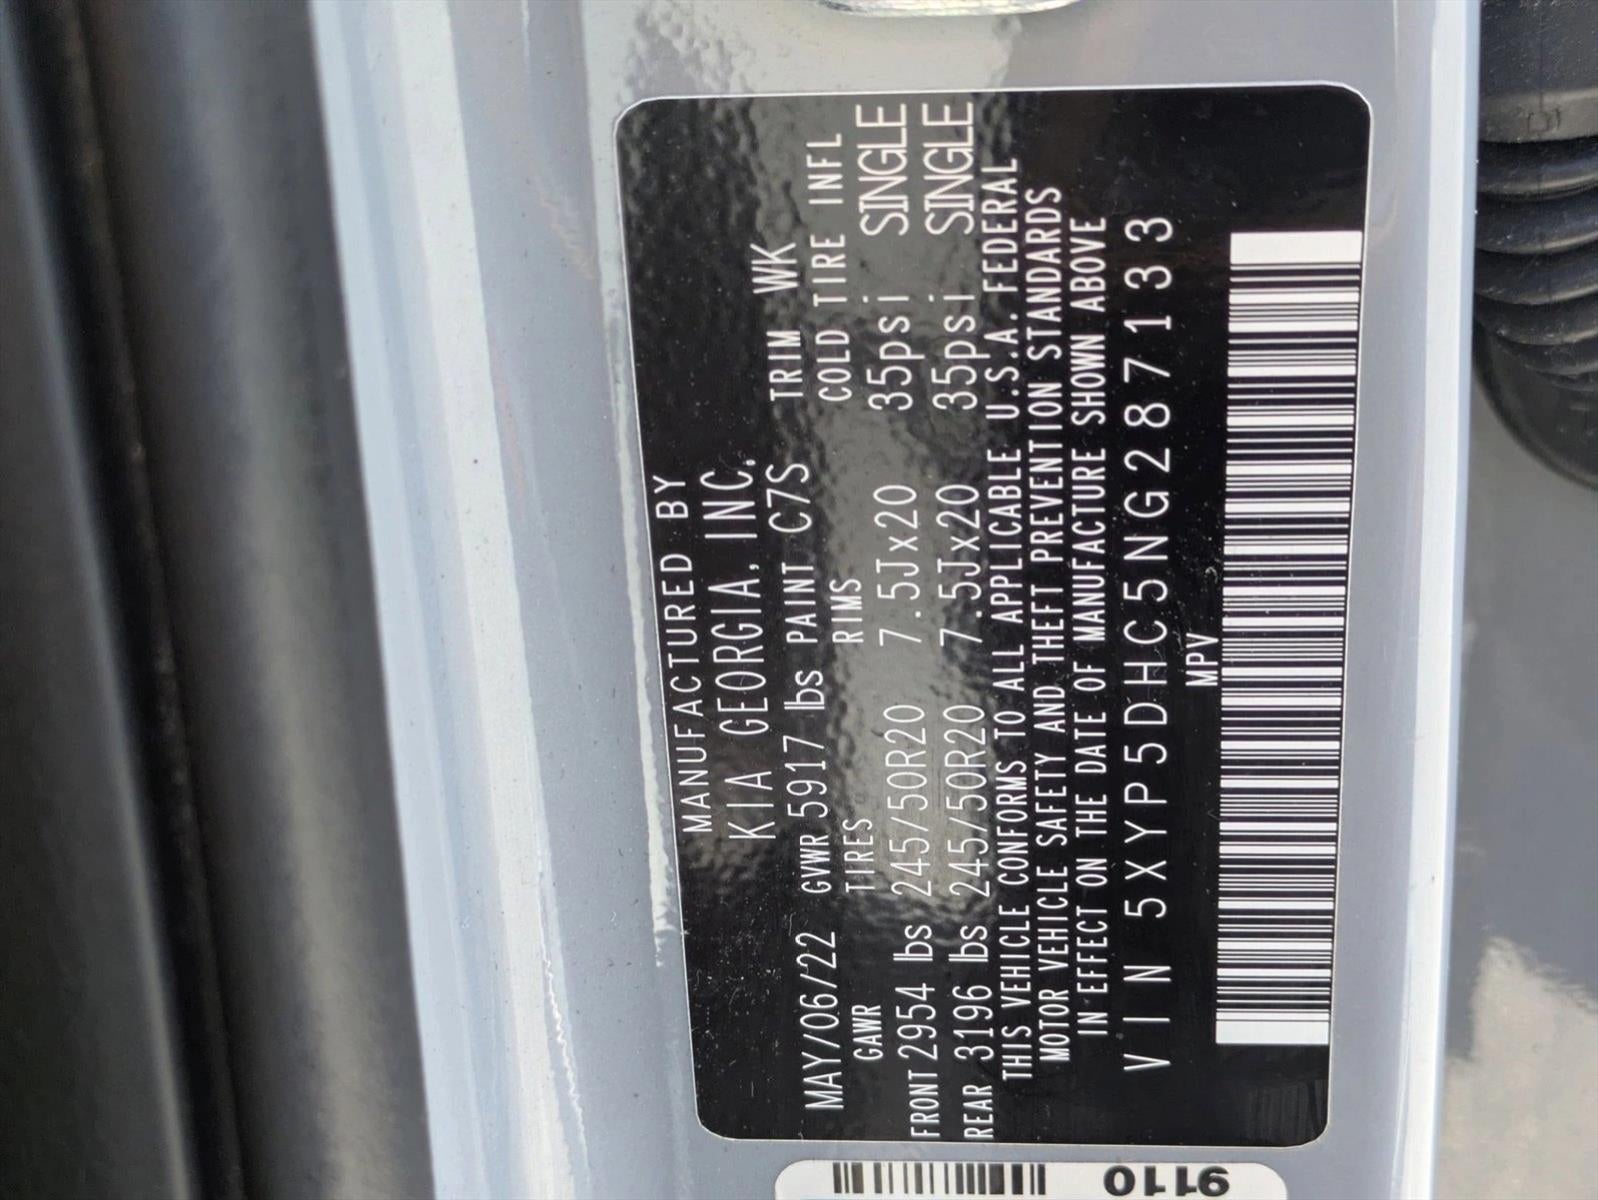 MANUFACTURED BY
KIA GEORGIA, INC.
MAY/06/22 GVWR 5917 lbs PAINT C7S TRIM WK
GAWR TIRES RIMS COLD TIRE INFL
FRONT 2954 lbs 245/50R20 7.5Jx20 35psi SINGLE
REAR 3196 lbs 245/50R20 7.5Jx20 35psi SINGLE
THIS VEHICLE CONFORMS TO ALL APPLICABLE U.S.A. FEDERAL
MOTOR VEHICLE SAFETY AND THEFT PREVENTION STANDARDS
IN EFFECT ON THE DATE OF MANUFACTURE SHOWN ABOVE
VIN 5XYP5DHC5NG287133
MPV
9110